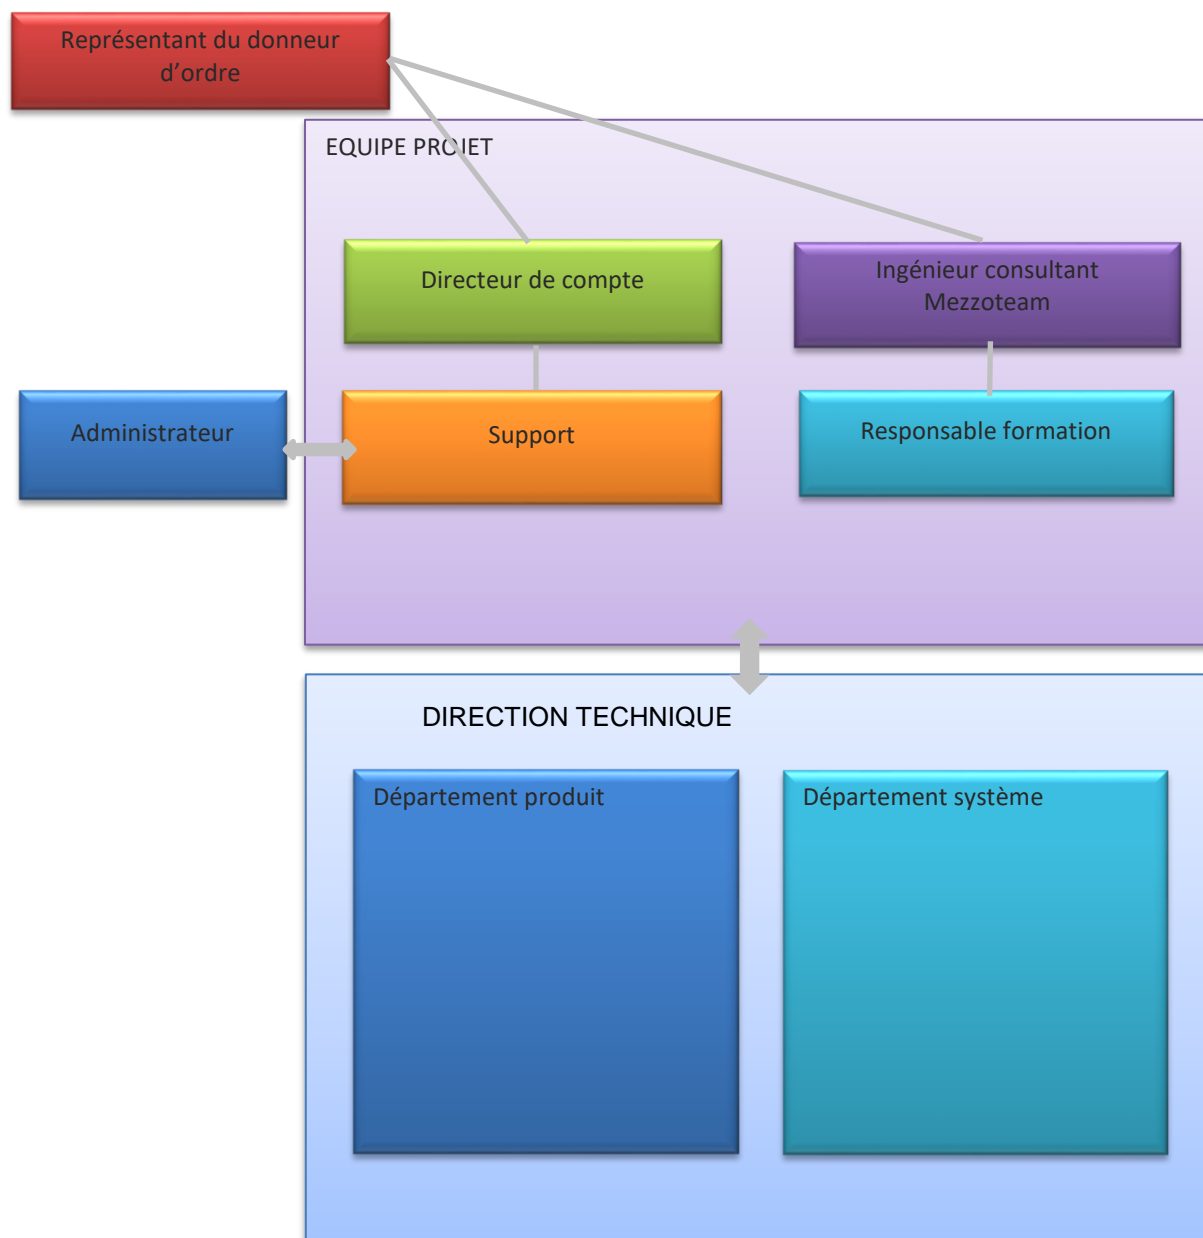 Représentant du donneur
d’ordre
EQUIPE PROJET
Directeur de compte
Ingénieur consultant
Mezzoteam
Administrateur
Support
Responsable formation
DIRECTION TECHNIQUE
Département produit
Département système